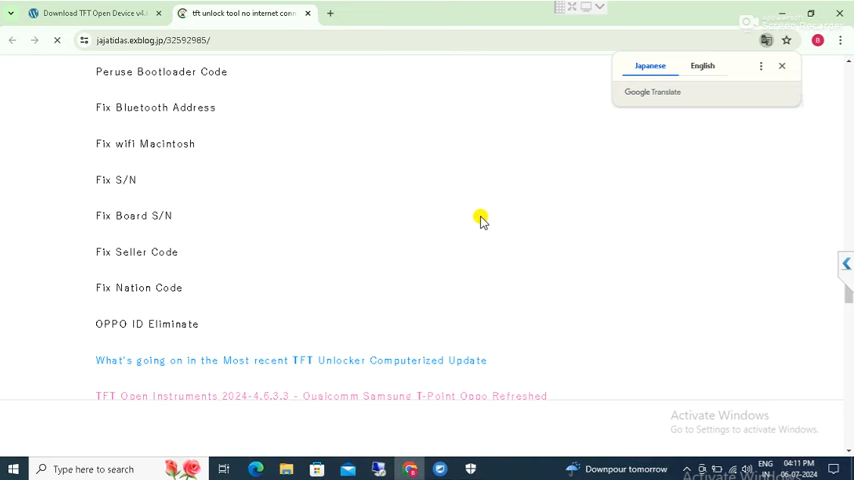 Download TFT Open Device v4.
tft unlock tool no internet conn
jajatidas.exblog.jp/32592985/
B
Japanese
English
Google Translate
Peruse Bootloader Code
Fix Bluetooth Address
Fix wifi Macintosh
Fix S/N
Fix Board S/N
Fix Seller Code
Fix Nation Code
OPPO ID Eliminate
What's going on in the Most recent TFT Unlocker Computerized Update
TFT Open Instruments 2024-4.6.3.3 - Qualcomm Samsung T-Point Oppo Refreshed
Activate Windows
Go to Settings to activate Windows.
Type here to search
Downpour tomorrow
ENG
IN
04:11 PM
06-07-2024